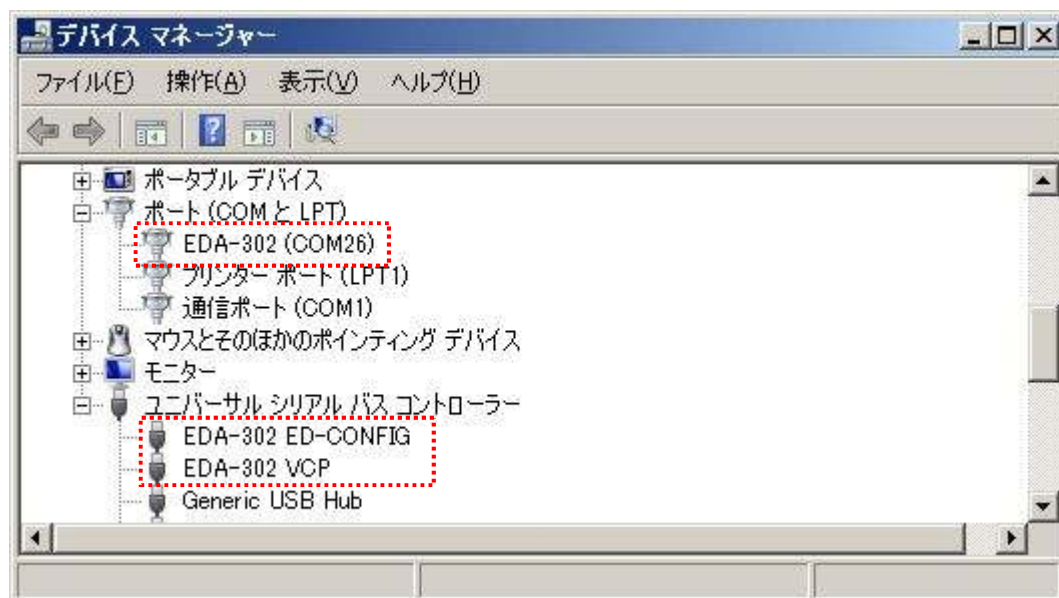 デバイス マネージャー
ファイル(F) 操作(A) 表示(V) ヘルプ(H)
ポータブル デバイス
ポート (COM と LPT)
EDA-302 (COM26)
プリンター ポート (LPT1)
通信ポート (COM1)
マウスとそのほかのポインティング デバイス
モニター
ユニバーサル シリアル バス コントローラー
EDA-302 ED-CONFIG
EDA-302 VCP
Generic USB Hub